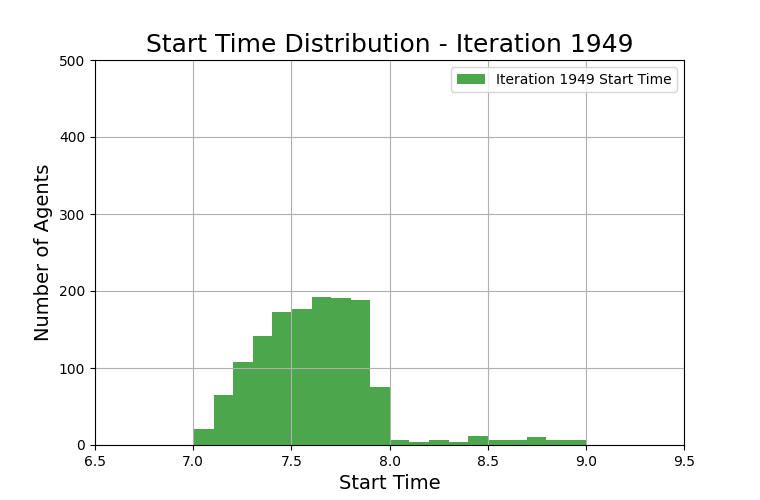 Start Time Distribution - Iteration 1949
Iteration 1949 Start Time
500
400
300
200
100
0
Number of Agents
6.5 7.0 7.5 8.0 8.5 9.0 9.5
Start Time